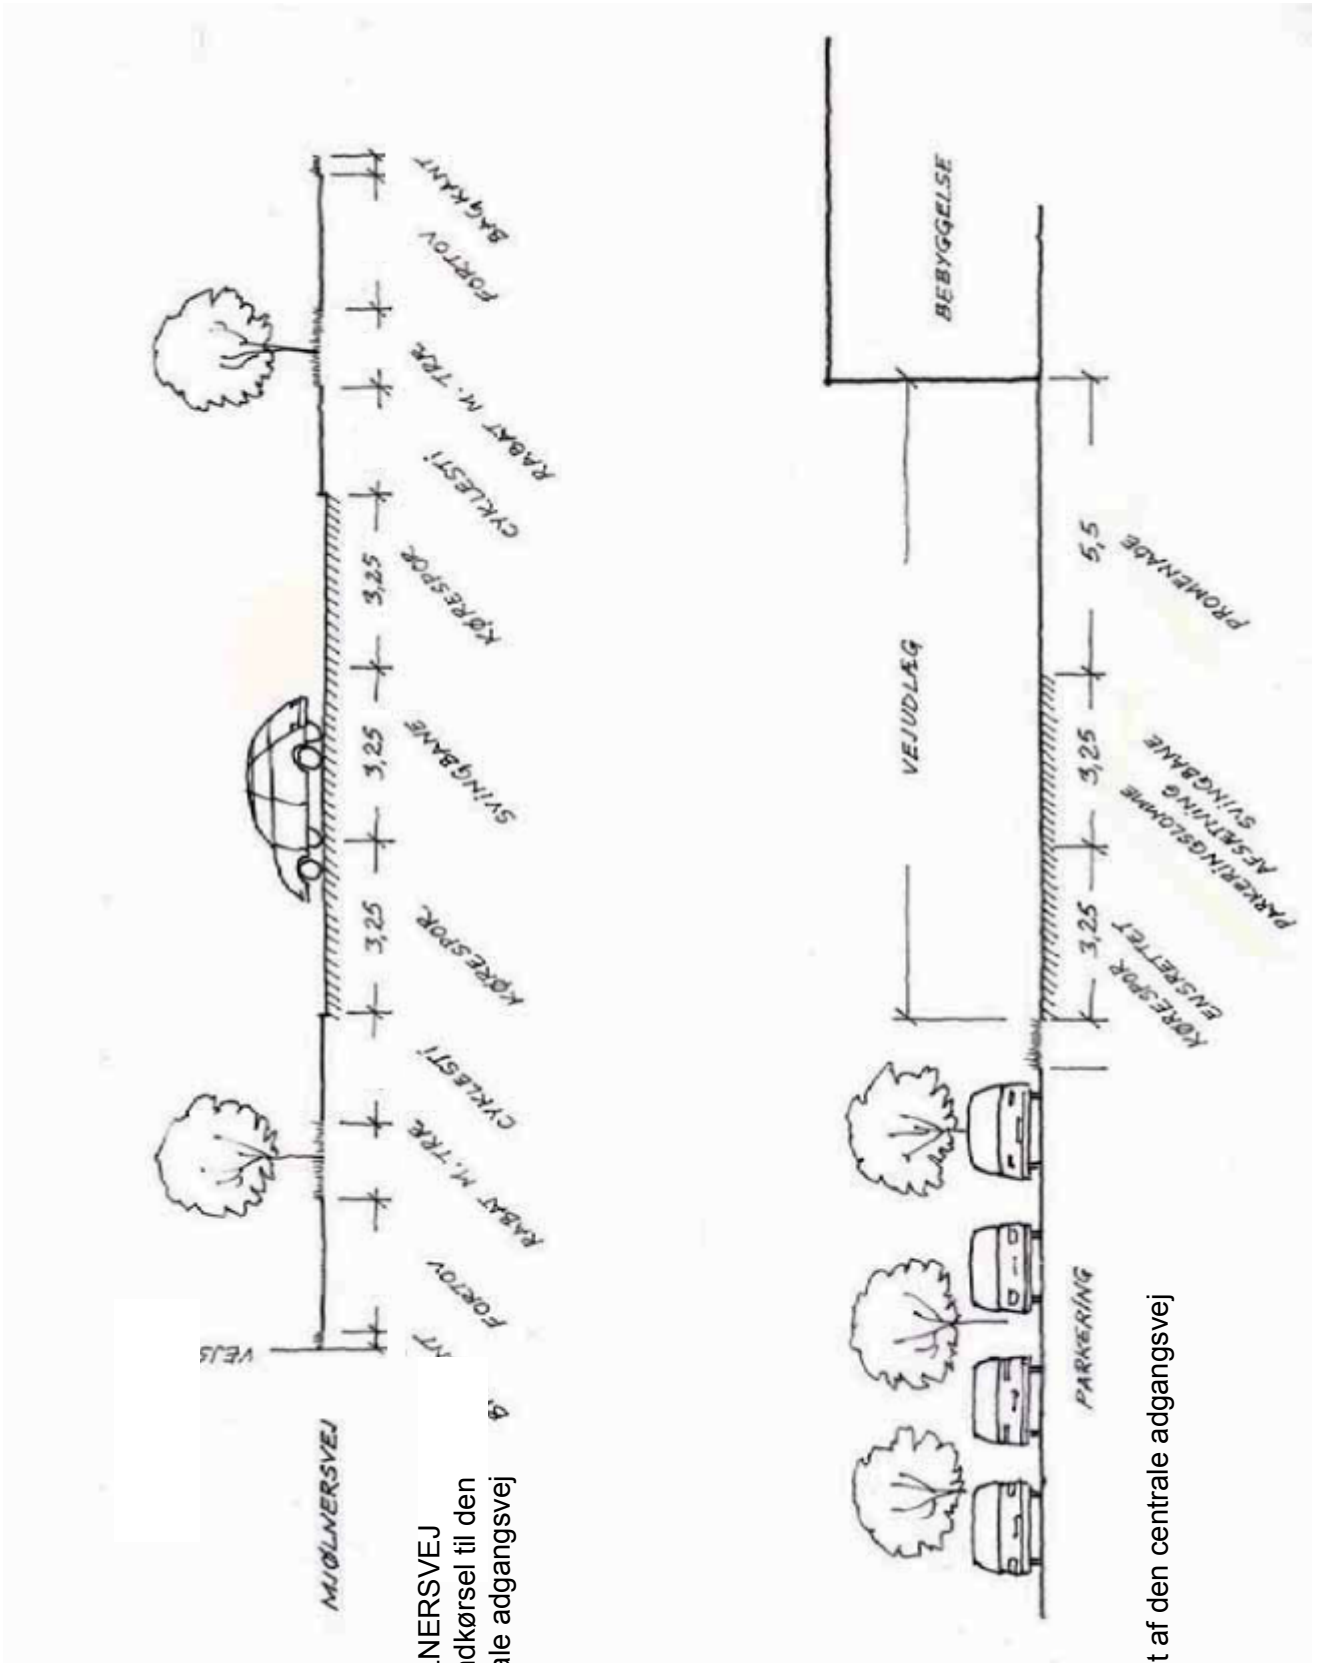 MJØLNERSVEJ
FORTOV
RABAT M. TRÆ
CYKLESTI
KØRESPOR
SVINGBANE
KØRESPOR
CYKLESTI
RABAT M. TRÆ
FORTOV
BAGKANT
3,25
3,25
3,25
LNERSVEJ
dkørsel til den
ale adgangsvej
BEBYGGELSE
VEJUDLÆG
PARKERING
3,25
3,25
5,5
KØRESPOR
ENSRETTET
PARKERINGSLOMME
AFSÆTNING
SVINGBANE
PROMENADE
t af den centrale adgangsvej